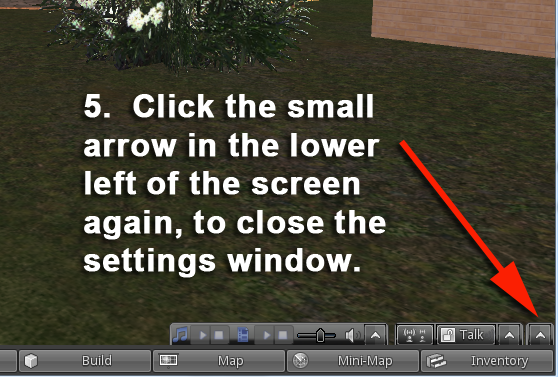 5.  Click the small
arrow in the lower
left of the screen
again, to close the
settings window.
Talk
Build Map Mini-Map Inventory